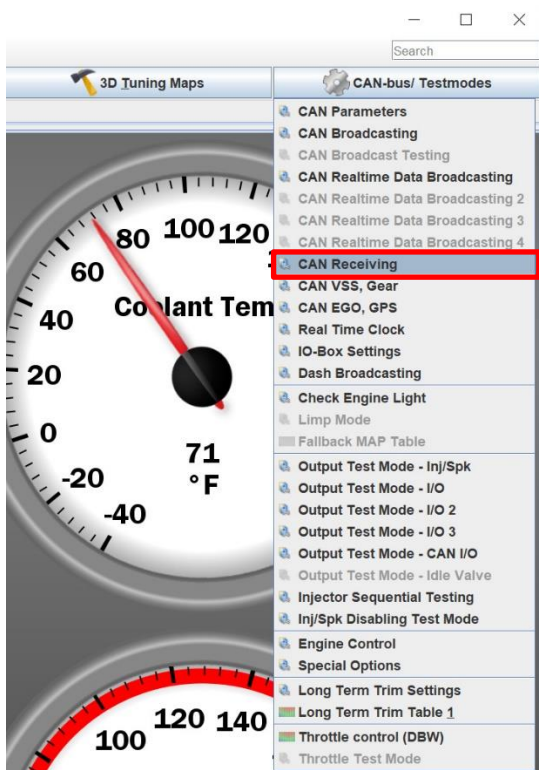 Search
3D Tuning Maps
CAN-bus/ Testmodes
CAN Parameters
CAN Broadcasting
CAN Broadcast Testing
CAN Realtime Data Broadcasting
CAN Realtime Data Broadcasting 2
CAN Realtime Data Broadcasting 3
CAN Realtime Data Broadcasting 4
CAN Receiving
CAN VSS, Gear
CAN EGO, GPS
Real Time Clock
IO-Box Settings
Dash Broadcasting
Check Engine Light
Limp Mode
Fallback MAP Table
Output Test Mode - Inj/Spk
Output Test Mode - I/O
Output Test Mode - I/O 2
Output Test Mode - I/O 3
Output Test Mode - CAN I/O
Output Test Mode - Idle Valve
Injector Sequential Testing
Inj/Spk Disabling Test Mode
Engine Control
Special Options
Long Term Trim Settings
Long Term Trim Table 1
Throttle control (DBW)
Throttle Test Mode
-40
-20
0
20
40
60
80
100
120
Coolant Tem
71
°F
100
120
140